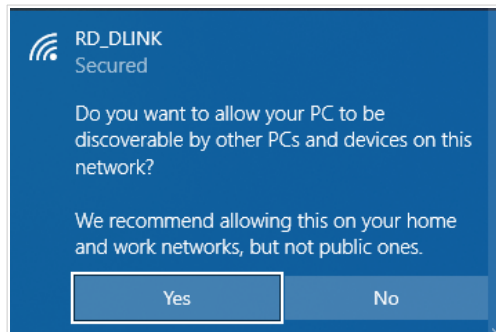 RD_DLINK
Secured
Do you want to allow your PC to be
discoverable by other PCs and devices on this
network?
We recommend allowing this on your home
and work networks, but not public ones.
Yes
No